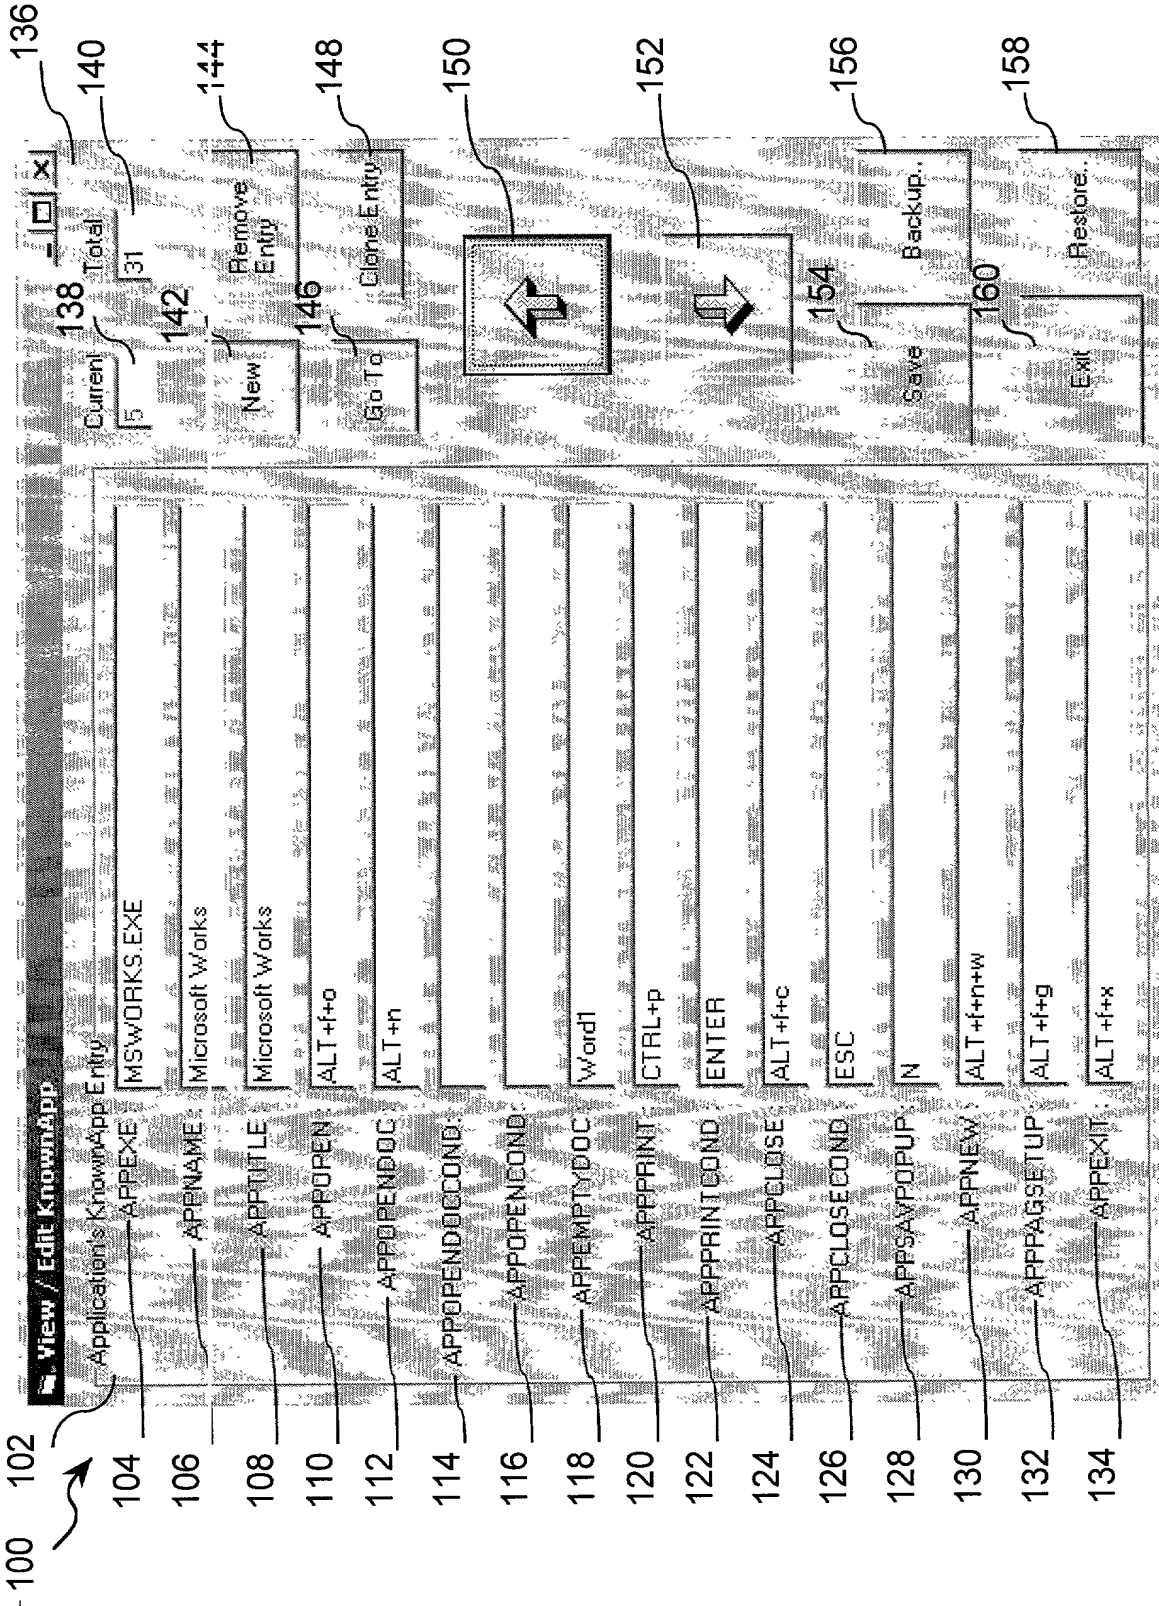 100
102
View / Edit KnownApp
Application's KnownApp Entry
104 APPEXE: MSWORKS.EXE
106 APPNAME: Microsoft Works
108 APPTITLE: Microsoft Works
110 APPOPEN: ALT+f+o
112 APPOPENDOC: ALT+n
114 APPOPENDOCCOND:
116 APPOPENCOND:
118 APPEMPTYDOC: Word1
120 APPPRINT: CTRL+p
122 APPPRINTCOND: ENTER
124 APPCLOSE: ALT+f+c
126 APPCLOSECOND: ESC
128 APPSAVPOPUP: N
130 APPNEW: ALT+f+n+w
132 APPPAGSETUP: ALT+f+g
134 APPEXIT: ALT+f+x
136
Current 138 Total 140
5 31
142 144
New Remove Entry
146 148
Go To Clone Entry
150
152
154 156
Save Backup..
160 158
Exit Restore..